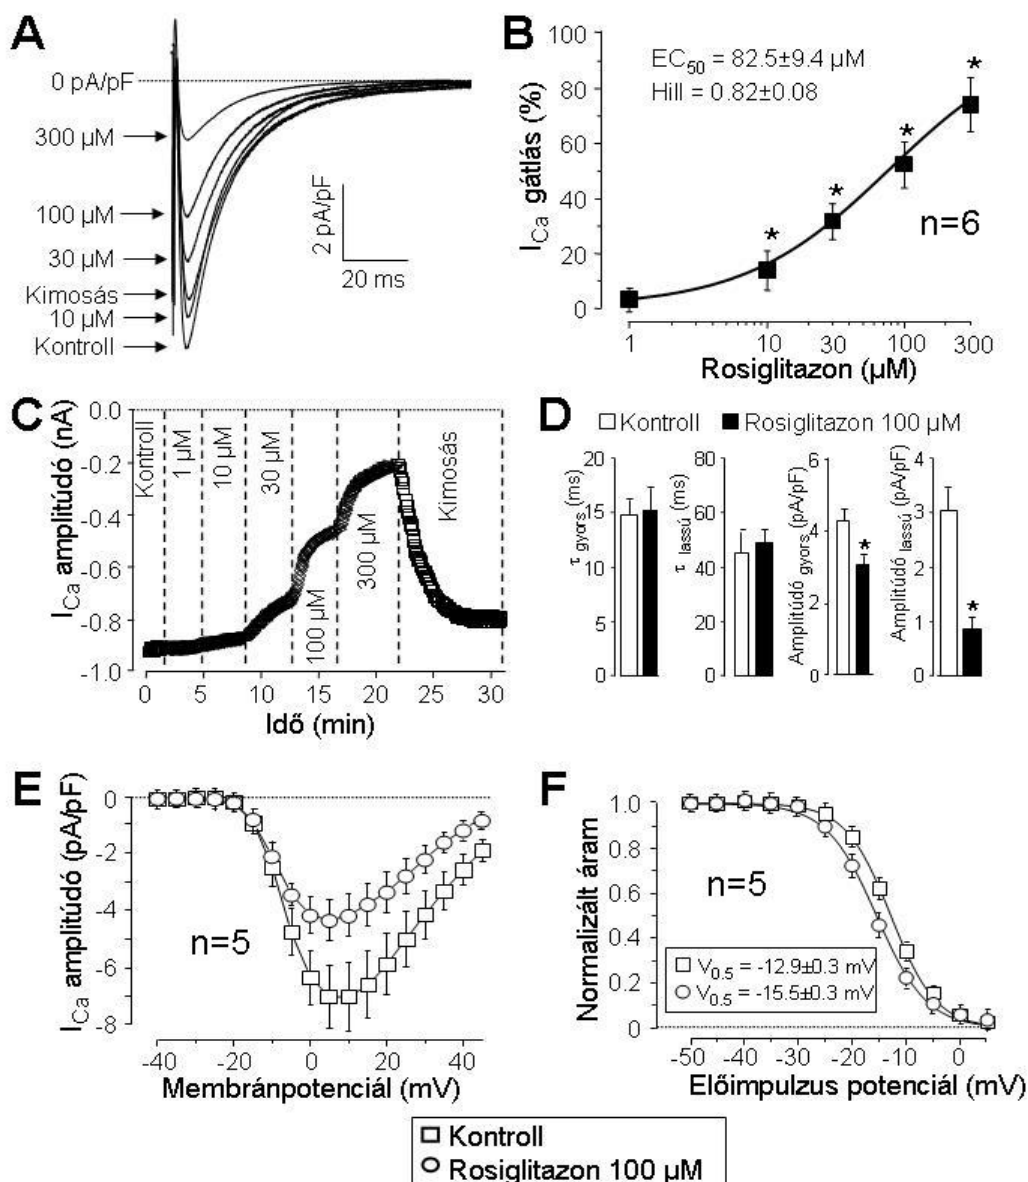 A
0 pA/pF
300 µM
100 µM
30 µM
Kimosás
10 µM
Kontroll
2 pA/pF
20 ms
B
EC50 = 82.5±9.4 µM
Hill = 0.82±0.08
ICa gátlás (%)
100
80
60
40
20
0
* * * *
n=6
1 10 30 100 300
Rosiglitazon (µM)
C
ICa amplitúdó (nA)
0.0
-0.2
-0.4
-0.6
-0.8
-1.0
Kontroll
1 µM
10 µM
30 µM
100 µM
300 µM
Kimosás
0 5 10 15 20 25 30
Idő (min)
D
Kontroll Rosiglitazon 100 µM
τ gyors (ms)
20
15
10
5
0
τ lassú (ms)
80
60
40
20
0
Amplitúdó gyors (pA/pF)
6
4
2
0
*
Amplitúdó lassú (pA/pF)
4
3
2
1
0
*
E
ICa amplitúdó (pA/pF)
0
-2
-4
-6
-8
n=5
-40 -20 0 20 40
Membránpotenciál (mV)
F
Normalizált áram
1.0
0.8
0.6
0.4
0.2
0
n=5
V0.5 = -12.9±0.3 mV
V0.5 = -15.5±0.3 mV
-50 -40 -30 -20 -10 0
Előimpulzus potenciál (mV)
Kontroll
Rosiglitazon 100 µM